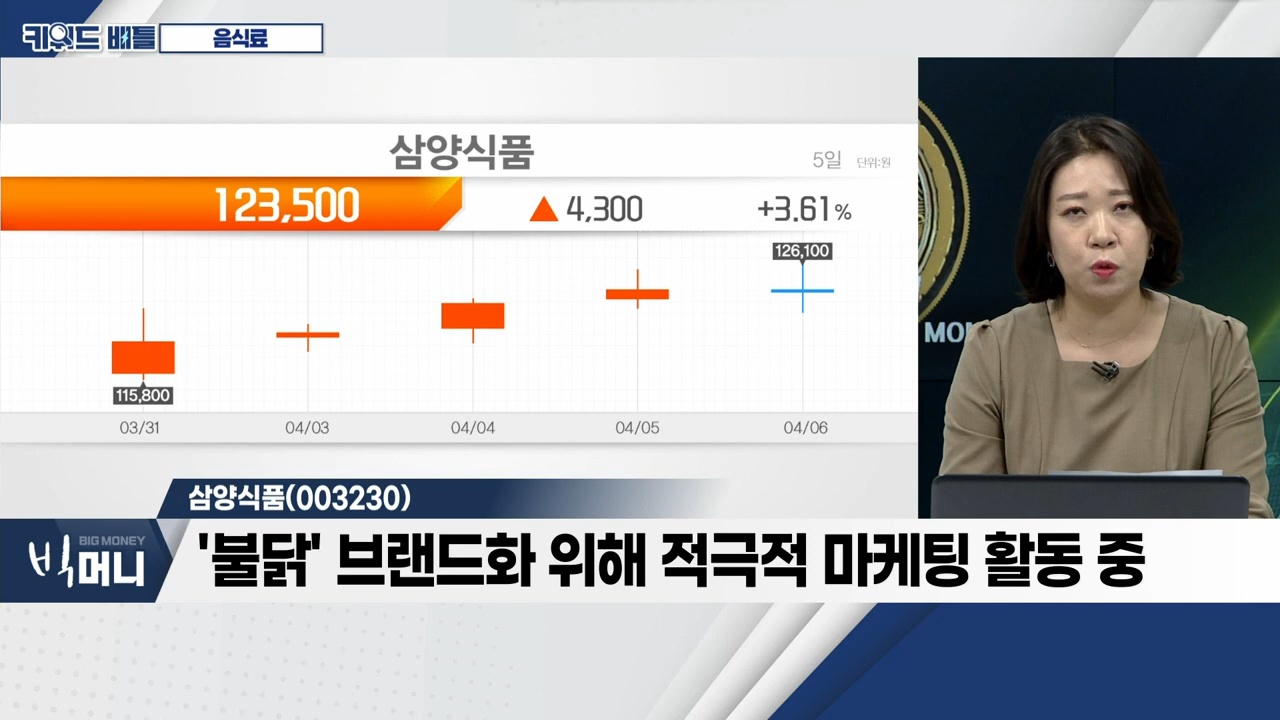 키워드 배틀
음식료
삼양식품
5일 단위:원
123,500 ▲ 4,300 +3.61%
126,100
115,800
03/31 04/03 04/04 04/05 04/06
MON
삼양식품(003230)
BIG MONEY
빅머니
'불닭' 브랜드화 위해 적극적 마케팅 활동 중